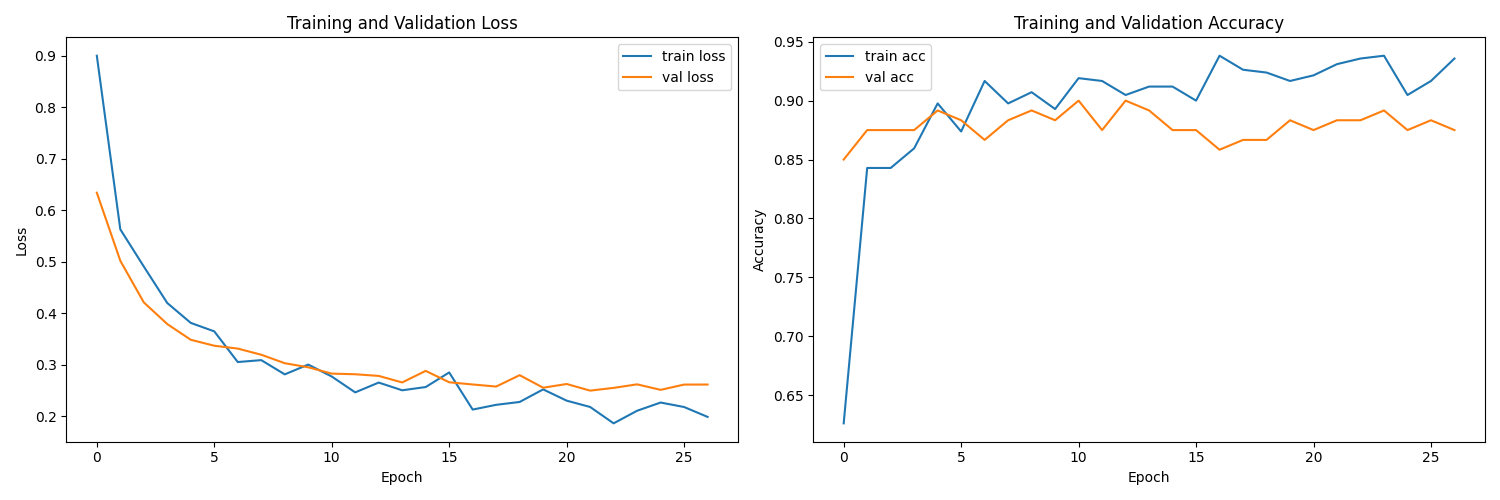 Training and Validation Loss
0.9
0.8
0.7
0.6
0.5
0.4
0.3
0.2
Loss
train loss
val loss
0 5 10 15 20 25
Epoch
Training and Validation Accuracy
0.95
0.90
0.85
0.80
0.75
0.70
0.65
Accuracy
train acc
val acc
0 5 10 15 20 25
Epoch